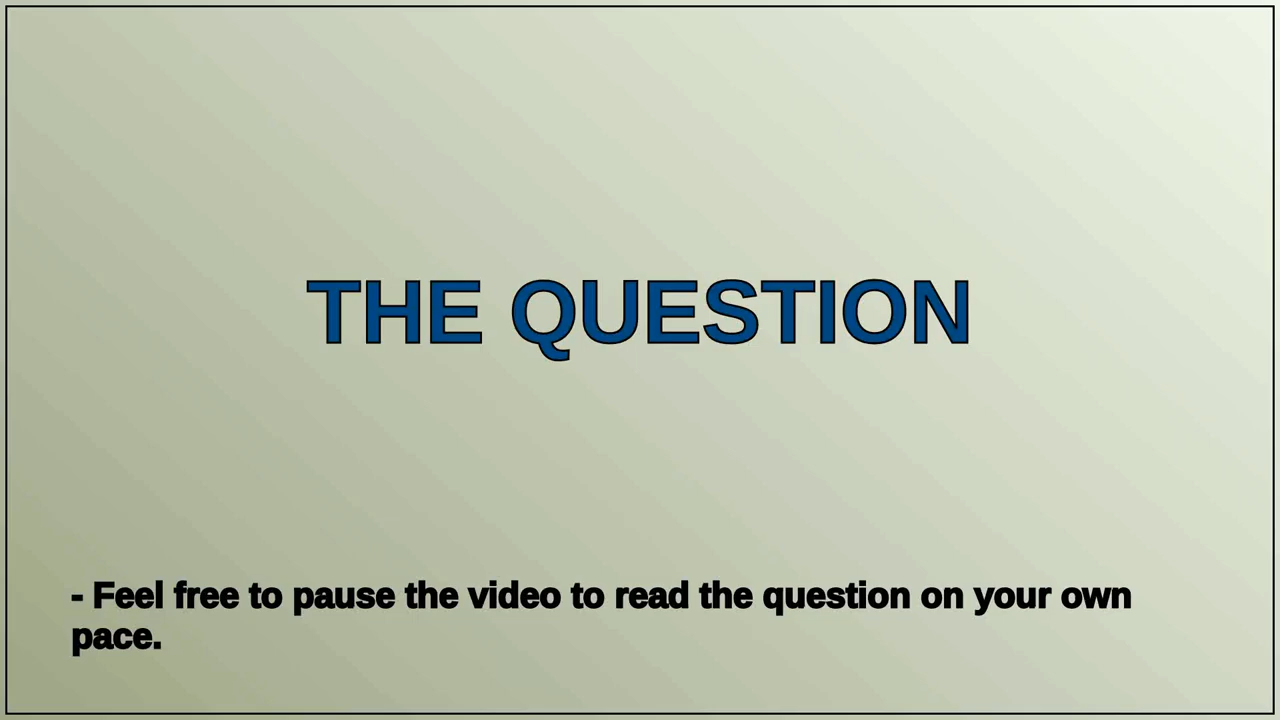 THE QUESTION
- Feel free to pause the video to read the question on your own
pace.